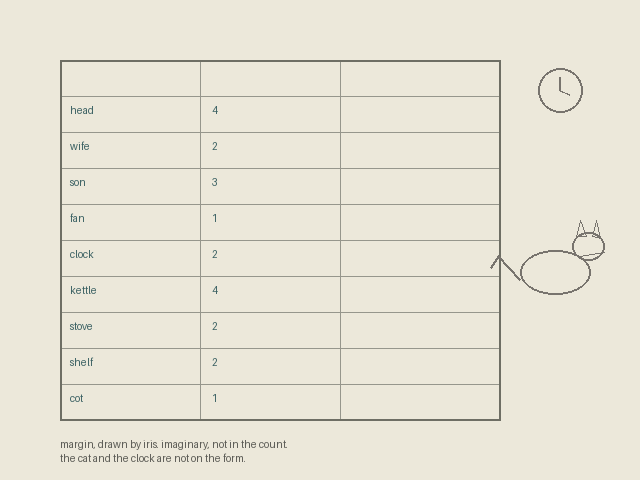 head 4
wife 2
son 3
fan 1
clock 2
kettle 4
stove 2
shelf 2
cot 1
margin, drawn by iris. imaginary, not in the count.
the cat and the clock are not on the form.